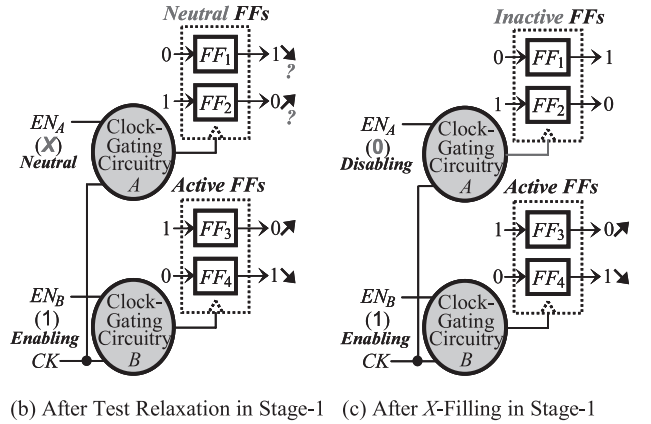 Neutral FFs
0 FF1 1
?
1 FF2 0
?
ENA
(X)
Neutral
Clock-
Gating
Circuitry
A
Active FFs
1 FF3 0
0 FF4 1
ENB
(1)
Enabling
CK
Clock-
Gating
Circuitry
B
(b) After Test Relaxation in Stage-1
Inactive FFs
0 FF1 1
1 FF2 0
ENA
(0)
Disabling
Clock-
Gating
Circuitry
A
Active FFs
1 FF3 0
0 FF4 1
ENB
(1)
Enabling
CK
Clock-
Gating
Circuitry
B
(c) After X-Filling in Stage-1